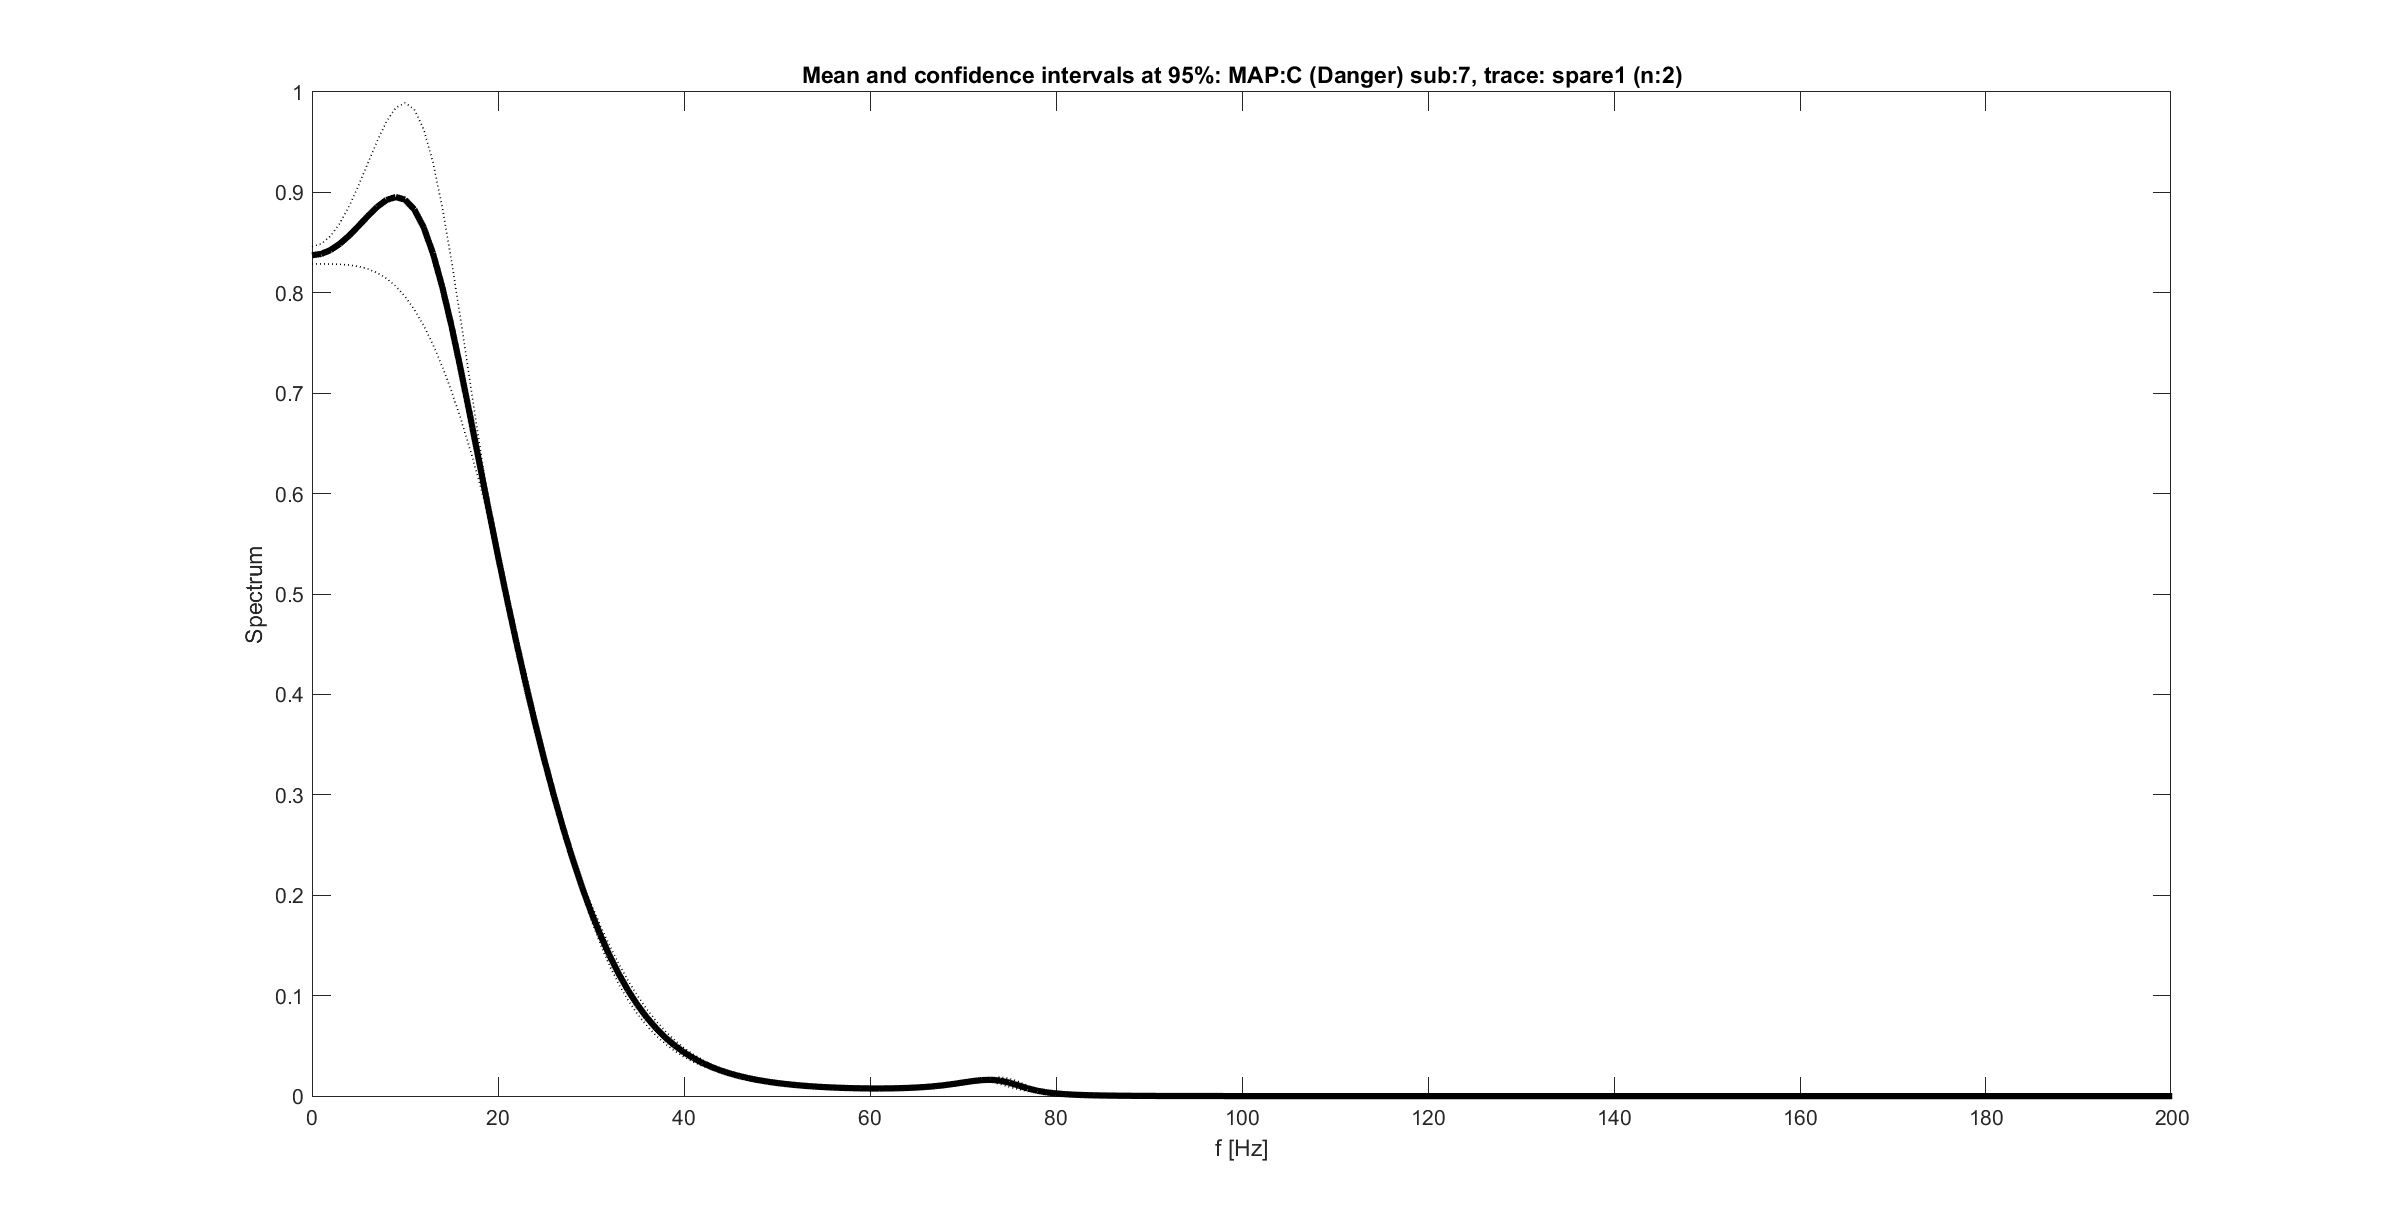 Mean and confidence intervals at 95%: MAP:C (Danger) sub:7, trace: spare1 (n:2)
1
0.9
0.8
0.7
0.6
0.5
0.4
0.3
0.2
0.1
0
Spectrum
0 20 40 60 80 100 120 140 160 180 200
f [Hz]